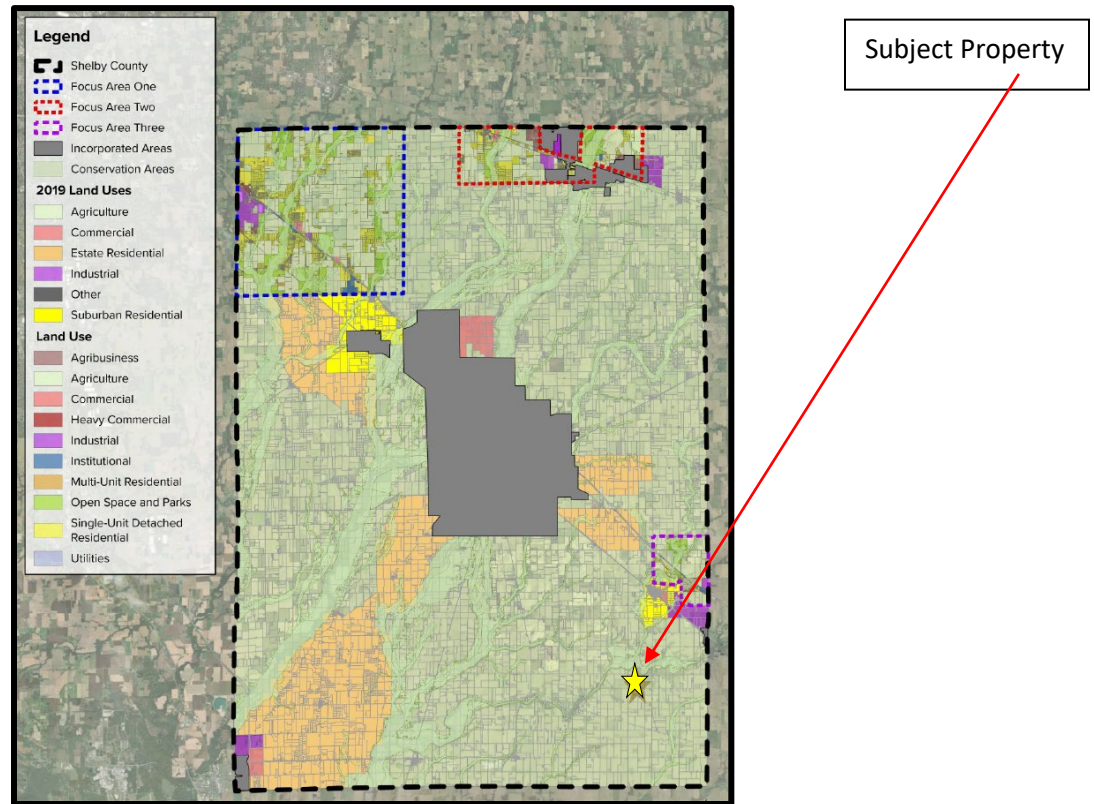 Subject Property
Legend
Shelby County
Focus Area One
Focus Area Two
Focus Area Three
Incorporated Areas
Conservation Areas
2019 Land Uses
Agriculture
Commercial
Estate Residential
Industrial
Other
Suburban Residential
Land Use
Agribusiness
Agriculture
Commercial
Heavy Commercial
Industrial
Institutional
Multi-Unit Residential
Open Space and Parks
Single-Unit Detached
Residential
Utilities